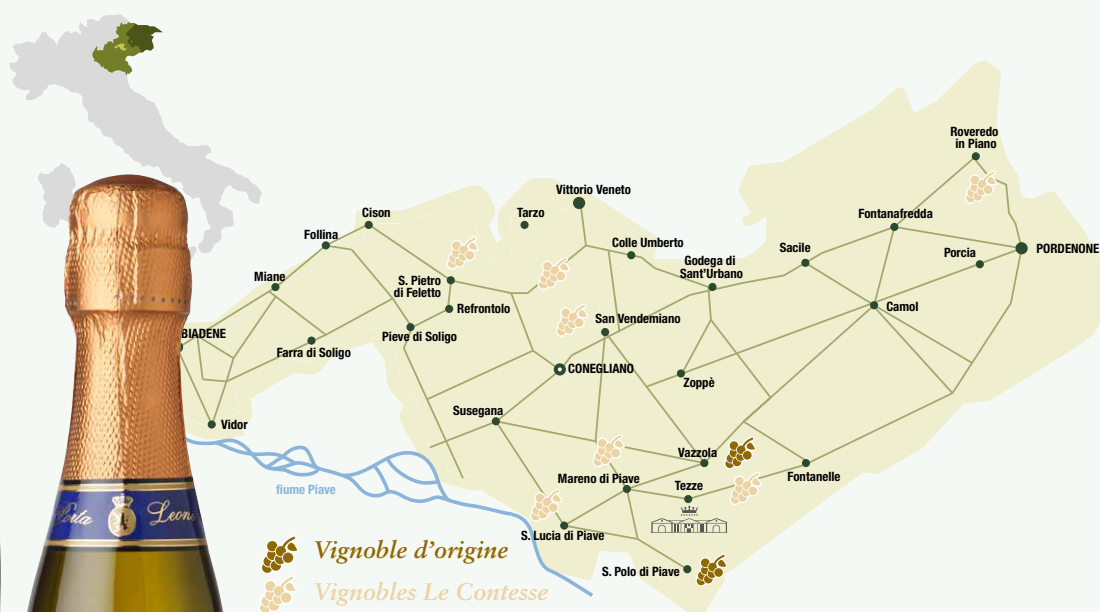 Roveredo
in Piano
Vittorio Veneto
Cison
Tarzo
Fontanafredda
Follina
Colle Umberto
Sacile
PORDENONE
Porcia
Godega di
Sant'Urbano
Miane
S. Pietro
di Feletto
Refrontolo
Camol
San Vendemiano
BIADENE
Pieve di Soligo
Farra di Soligo
CONEGLIANO
Zoppè
Susegana
Vidor
Vazzola
Mareno di Piave
Tezze
Fontanelle
fiume Piave
Leone
S. Lucia di Piave
Vignoble d'origine
S. Polo di Piave
Vignobles Le Contesse